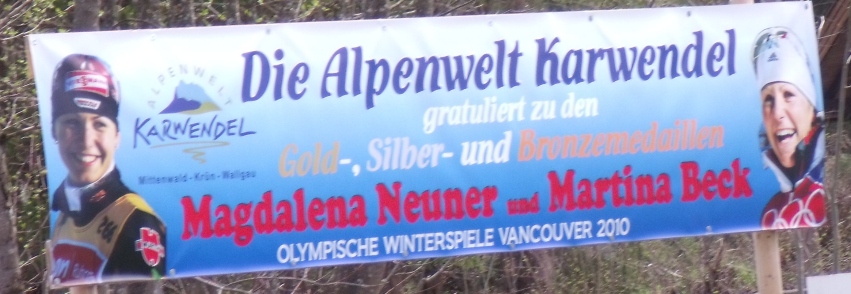 Die Alpenwelt Karwendel
gratuliert zu den
Gold-, Silber- und Bronzemedaillen
Magdalena Neuner und Martina Beck
OLYMPISCHE WINTERSPIELE VANCOUVER 2010
ALPENWELT
KARWENDEL
Mittenwald - Krün - Wallgau